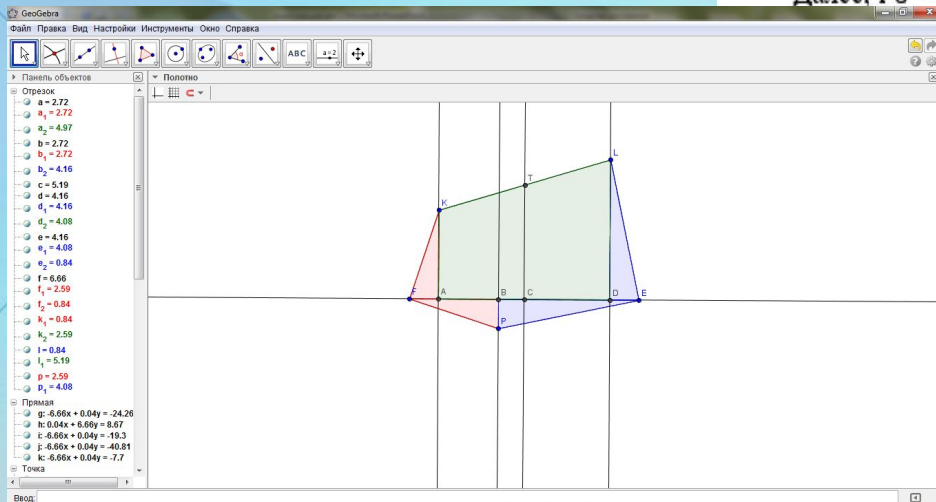 GeoGebra
Файл Правка Вид Настройки Инструменты Окно Справка
ABC
a=2
Панель объектов
Полотно
Отрезок
a = 2.72
a₁ = 2.72
a₂ = 4.97
b = 2.72
b₁ = 2.72
b₂ = 4.16
c = 5.19
d = 4.16
d₁ = 4.16
d₂ = 4.08
e = 4.16
e₁ = 4.08
e₂ = 0.84
f = 6.66
f₁ = 2.59
f₂ = 0.84
k₁ = 0.84
k₂ = 2.59
l = 0.84
l₁ = 5.19
p = 2.59
p₁ = 4.08
Прямая
g: -6.66x + 0.04y = -24.26
h: 0.04x + 6.66y = 8.67
i: -6.66x + 0.04y = -19.3
j: -6.66x + 0.04y = -40.81
k: -6.66x + 0.04y = -7.7
Точка
L
T
K
F A B C D E
P
Ввод: